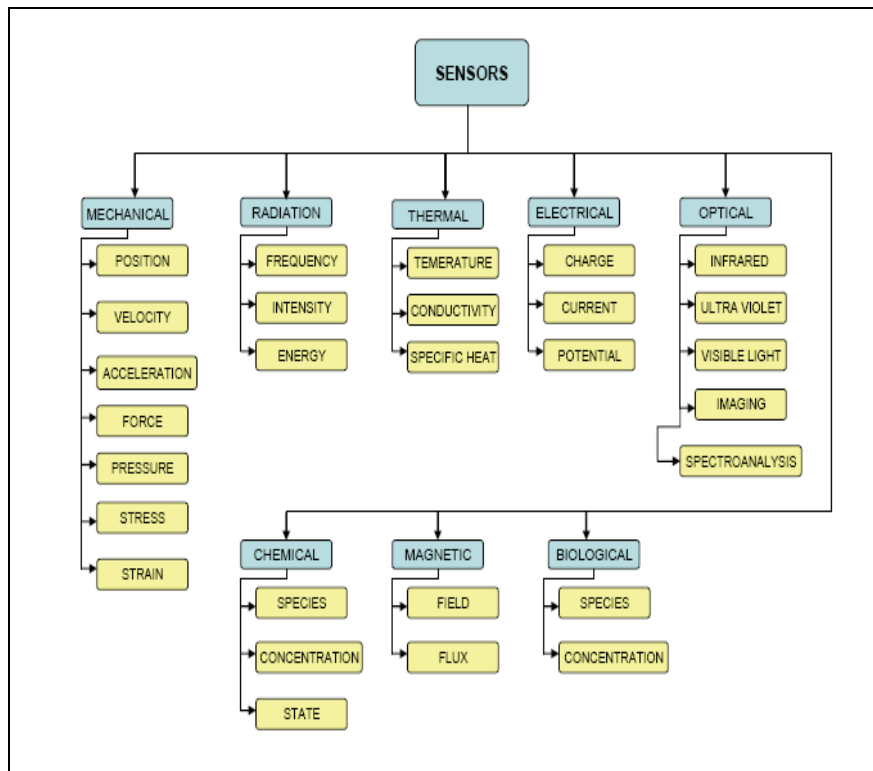 SENSORS
MECHANICAL
POSITION
VELOCITY
ACCELERATION
FORCE
PRESSURE
STRESS
STRAIN
RADIATION
FREQUENCY
INTENSITY
ENERGY
THERMAL
TEMERATURE
CONDUCTIVITY
SPECIFIC HEAT
ELECTRICAL
CHARGE
CURRENT
POTENTIAL
OPTICAL
INFRARED
ULTRA VIOLET
VISIBLE LIGHT
IMAGING
SPECTROANALYSIS
CHEMICAL
SPECIES
CONCENTRATION
STATE
MAGNETIC
FIELD
FLUX
BIOLOGICAL
SPECIES
CONCENTRATION